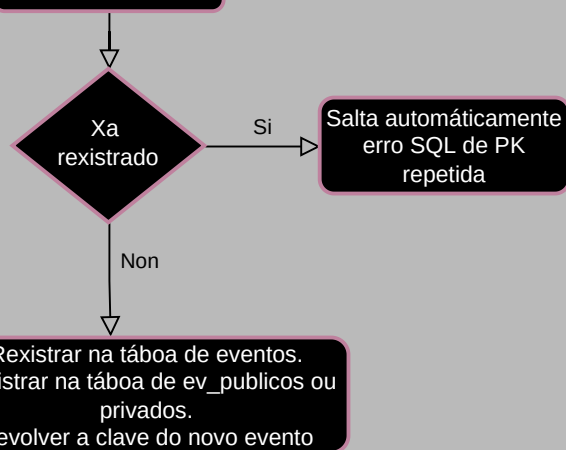 Xa
rexistrado
Si
Salta automáticamente
erro SQL de PK
repetida
Non
Rexistrar na táboa de eventos.
istrar na táboa de ev_publicos ou
privados.
evolver a clave do novo evento